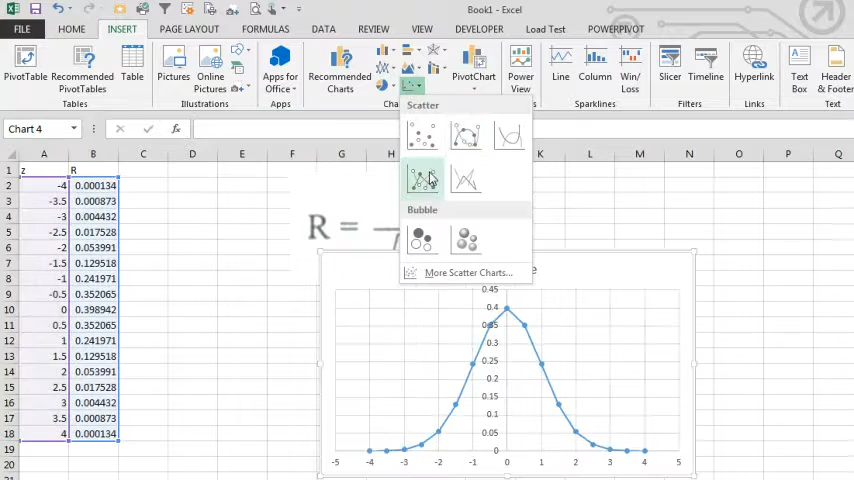 Book1 - Excel
FILE HOME INSERT PAGE LAYOUT FORMULAS DATA REVIEW VIEW DEVELOPER Load Test POWERPIVOT
PivotTable Recommended PivotTables Table
Tables
Pictures Online Pictures
Illustrations
Apps for Office
Apps
Recommended Charts
PivotChart
Power View
Reports
Line Column Win/Loss
Sparklines
Slicer Timeline
Filters
Hyperlink
Links
Text Box Header & Footer
Chart 4
fx
Scatter
Bubble
More Scatter Charts...
A B C D E F G H K L M N O P Q
1 z R
2 -4 0.000134
3 -3.5 0.000873
4 -3 0.004432
5 -2.5 0.017528
6 -2 0.053991
7 -1.5 0.129518
8 -1 0.241971
9 -0.5 0.352065
10 0 0.398942
11 0.5 0.352065
12 1 0.241971
13 1.5 0.129518
14 2 0.053991
15 2.5 0.017528
16 3 0.004432
17 3.5 0.000873
18 4 0.000134
19
20
21
R =
0.45
0.4
0.35
0.3
0.25
0.2
0.15
0.1
0.05
0
-5 -4 -3 -2 -1 0 1 2 3 4 5